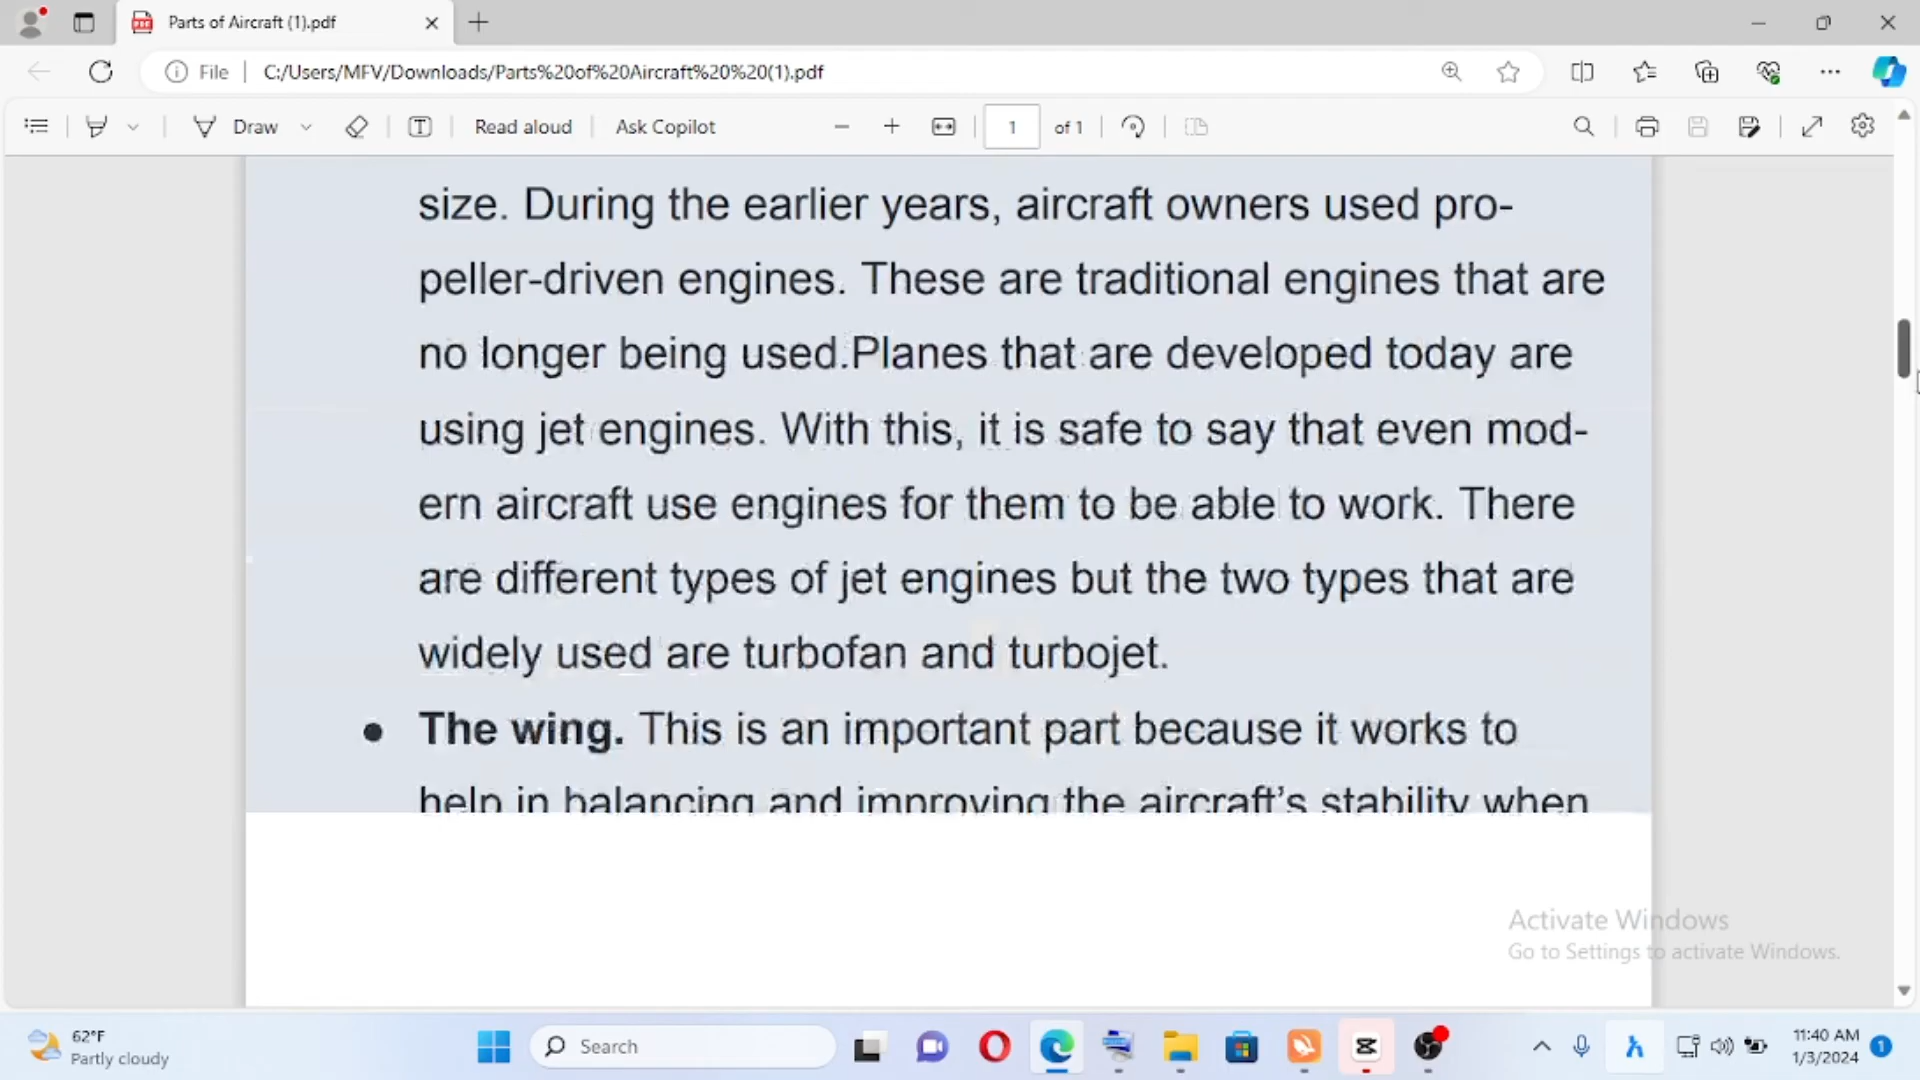 Parts of Aircraft (1).pdf
File
C:/Users/MFV/Downloads/Parts%20of%20Aircraft%20%20(1).pdf
Draw
Read aloud
Ask Copilot
1
of 1
size. During the earlier years, aircraft owners used pro-
peller-driven engines. These are traditional engines that are
no longer being used.Planes that are developed today are
using jet engines. With this, it is safe to say that even mod-
ern aircraft use engines for them to be able to work. There
are different types of jet engines but the two types that are
widely used are turbofan and turbojet.
● The wing. This is an important part because it works to
help in balancing and improving the aircraft's stability when
Activate Windows
Go to Settings to activate Windows.
62°F
Partly cloudy
Search
11:40 AM
1/3/2024
1